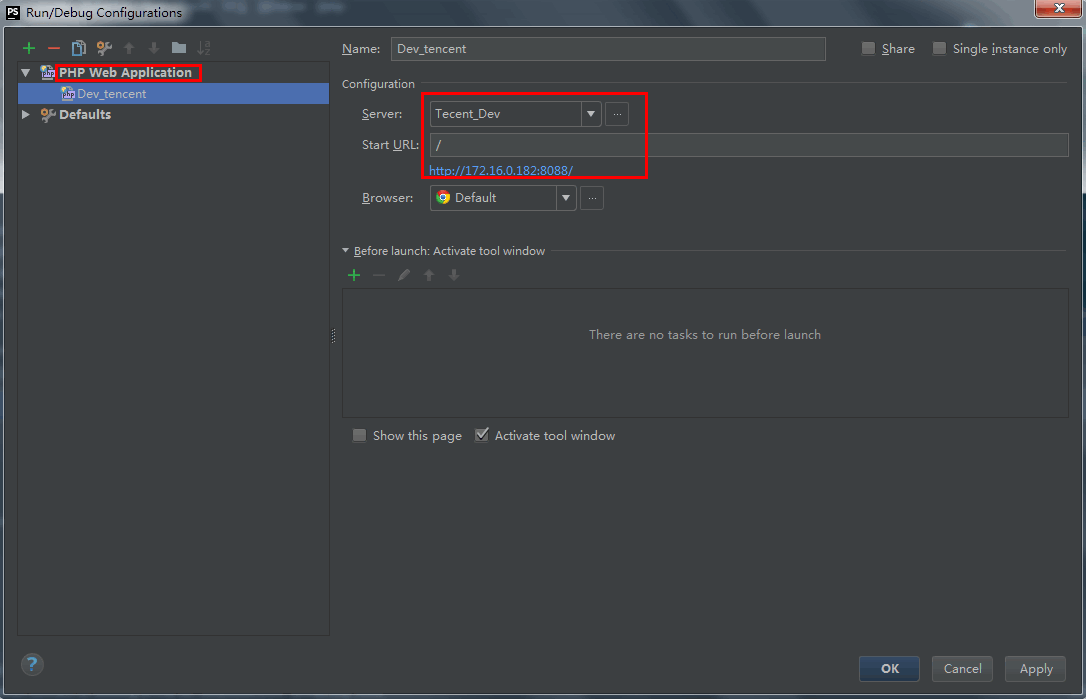 PS Run/Debug Configurations
Name: Dev_tencent Share Single instance only
PHP Web Application
php Dev_tencent
Defaults
Configuration
Server: Tecent_Dev ...
Start URL: /
http://172.16.0.182:8088/
Browser: Default ...
Before launch: Activate tool window
There are no tasks to run before launch
Show this page Activate tool window
? OK Cancel Apply